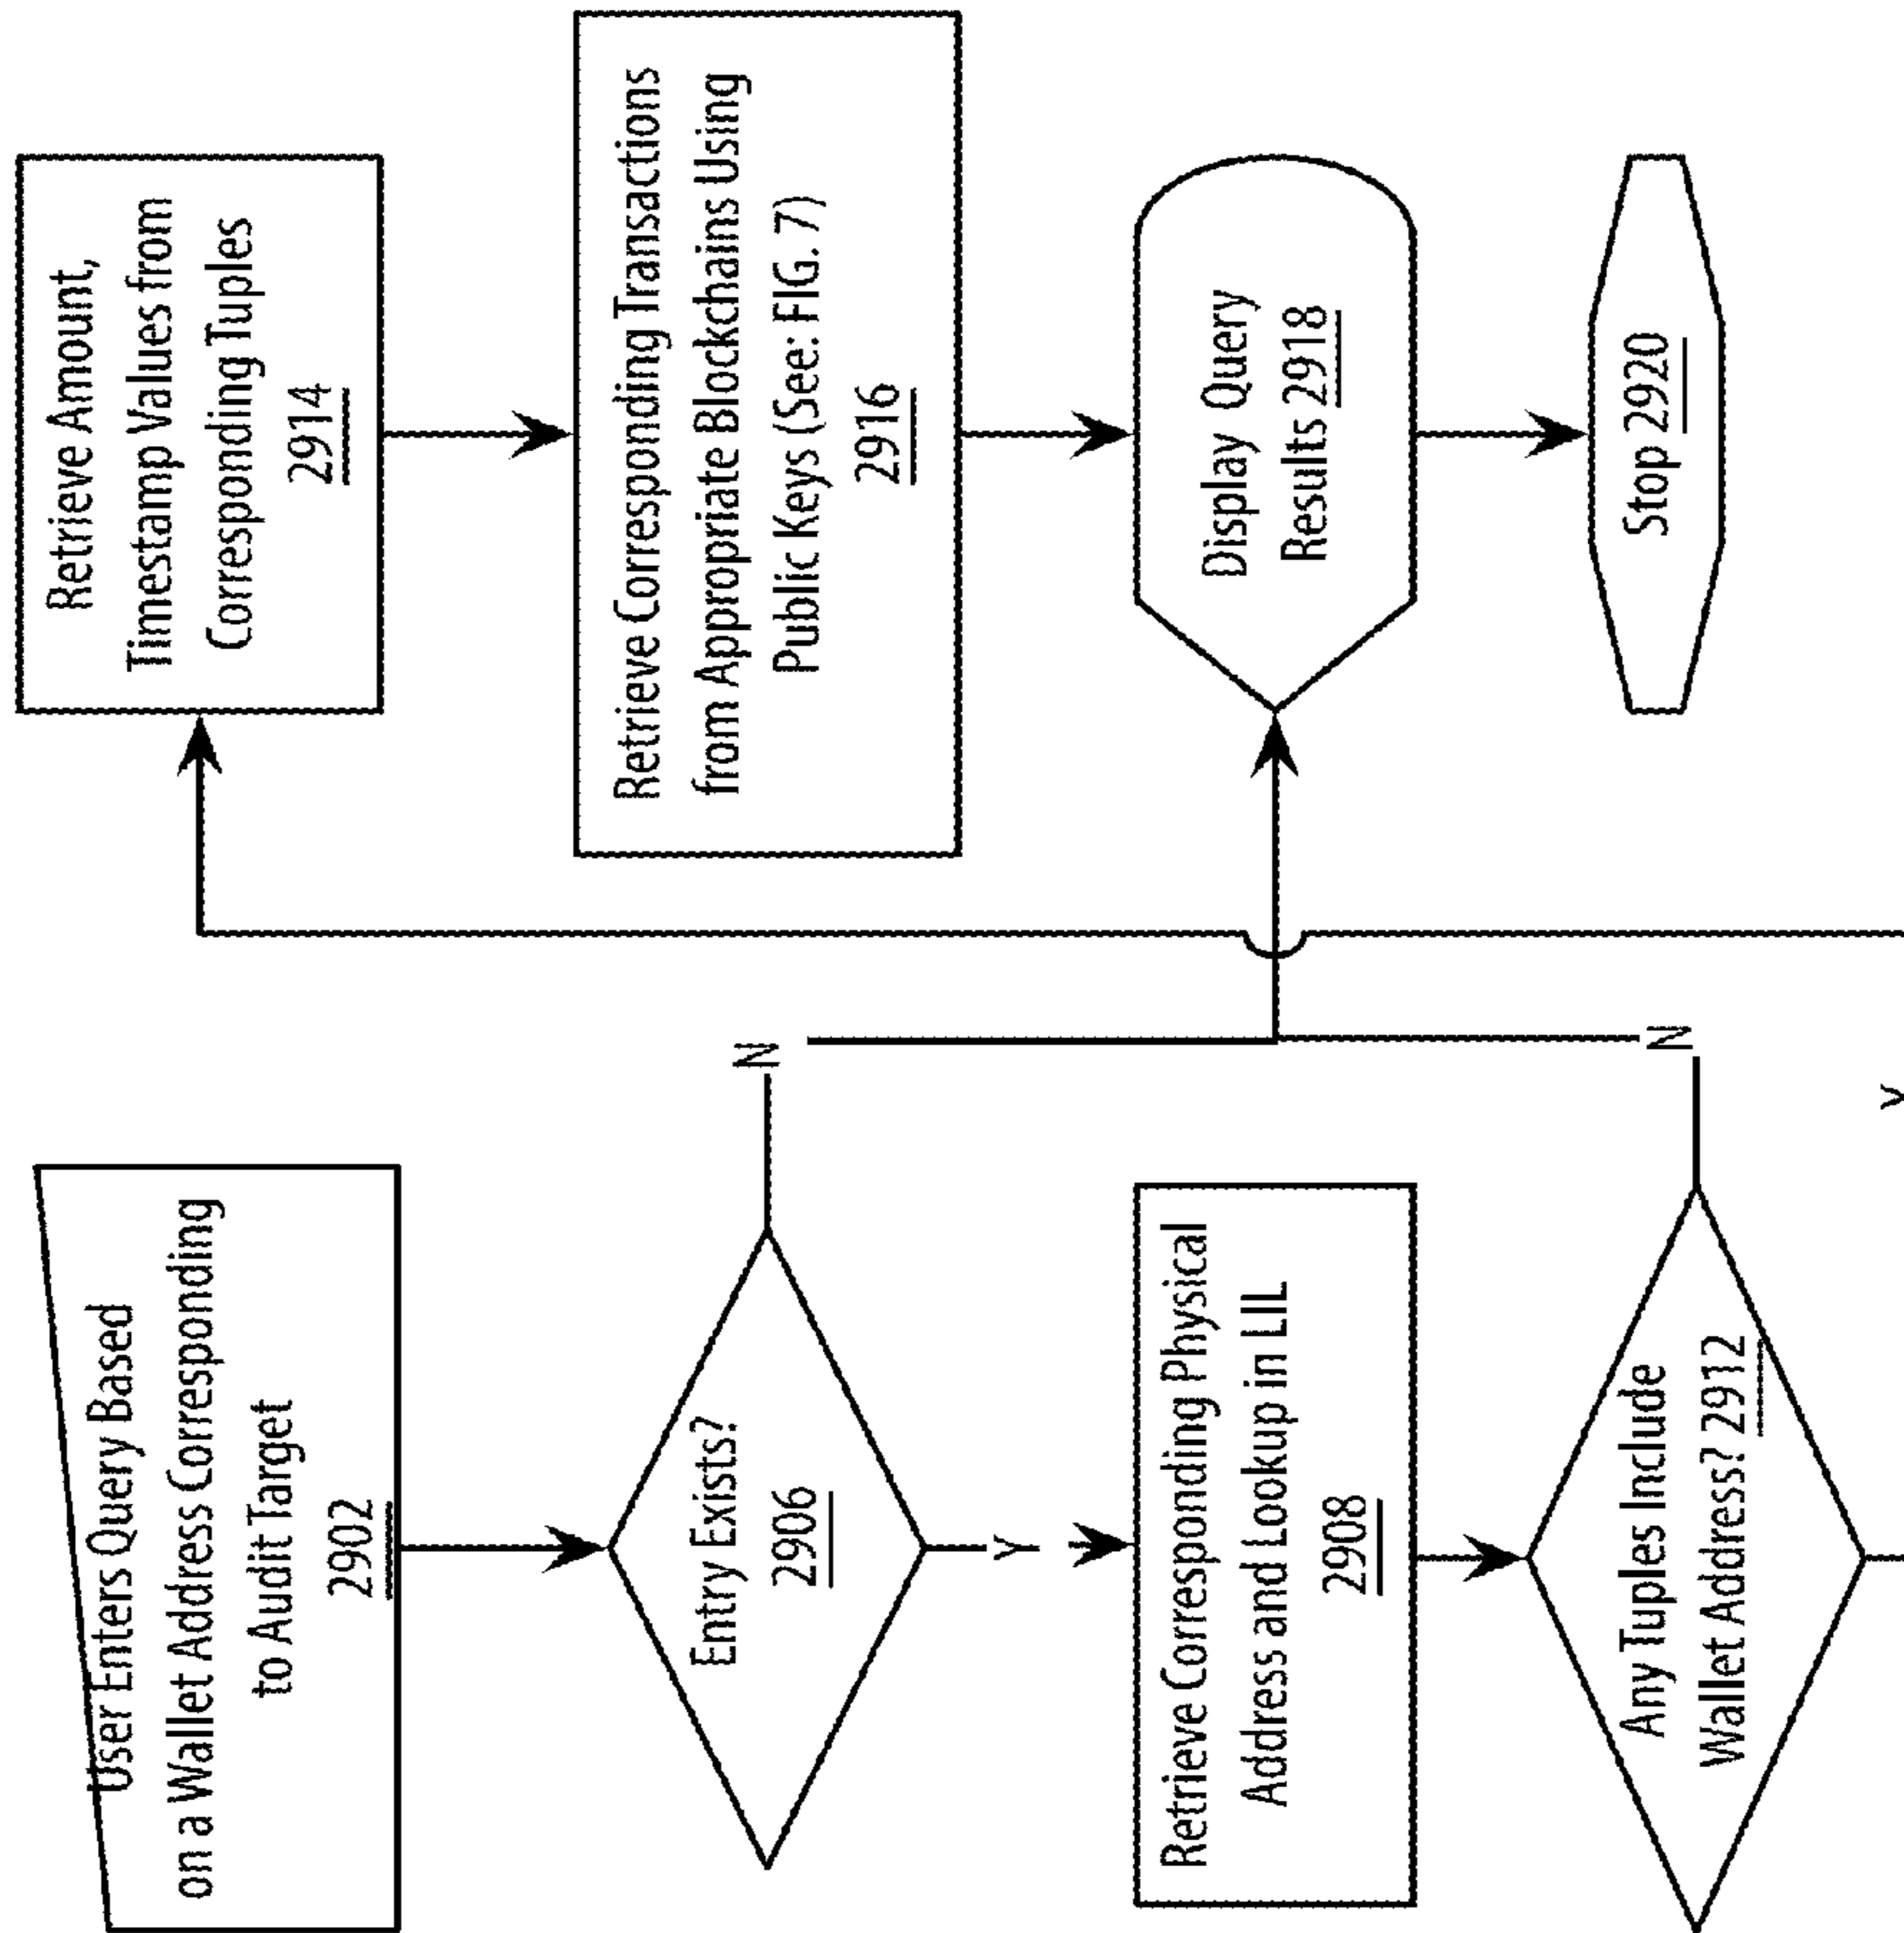 User Enters Query Based
on a Wallet Address Corresponding
to Audit Target
2902
Entry Exists?
2906
N
Y
Retrieve Corresponding Physical
Address and Lookup in LIL
2908
Any Tuples Include
Wallet Address? 2912
N
Y
Retrieve Amount,
Timestamp Values from
Corresponding Tuples
2914
Retrieve Corresponding Transactions
from Appropriate Blockchains Using
Public Keys (See: FIG. 7)
2916
Display Query
Results 2918
Stop 2920